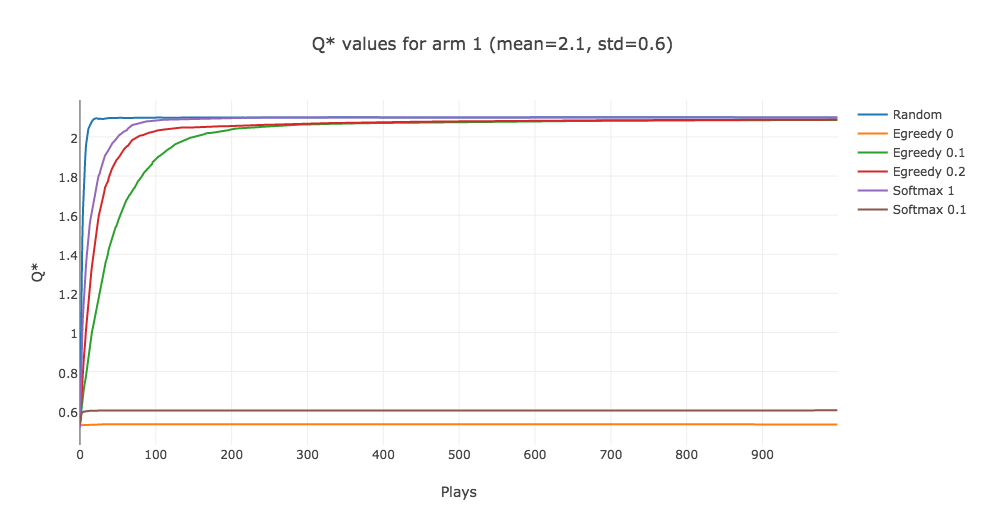 Q* values for arm 1 (mean=2.1, std=0.6)
Random
Egreedy 0
Egreedy 0.1
Egreedy 0.2
Softmax 1
Softmax 0.1
Q*
2
1.8
1.6
1.4
1.2
1
0.8
0.6
0 100 200 300 400 500 600 700 800 900
Plays